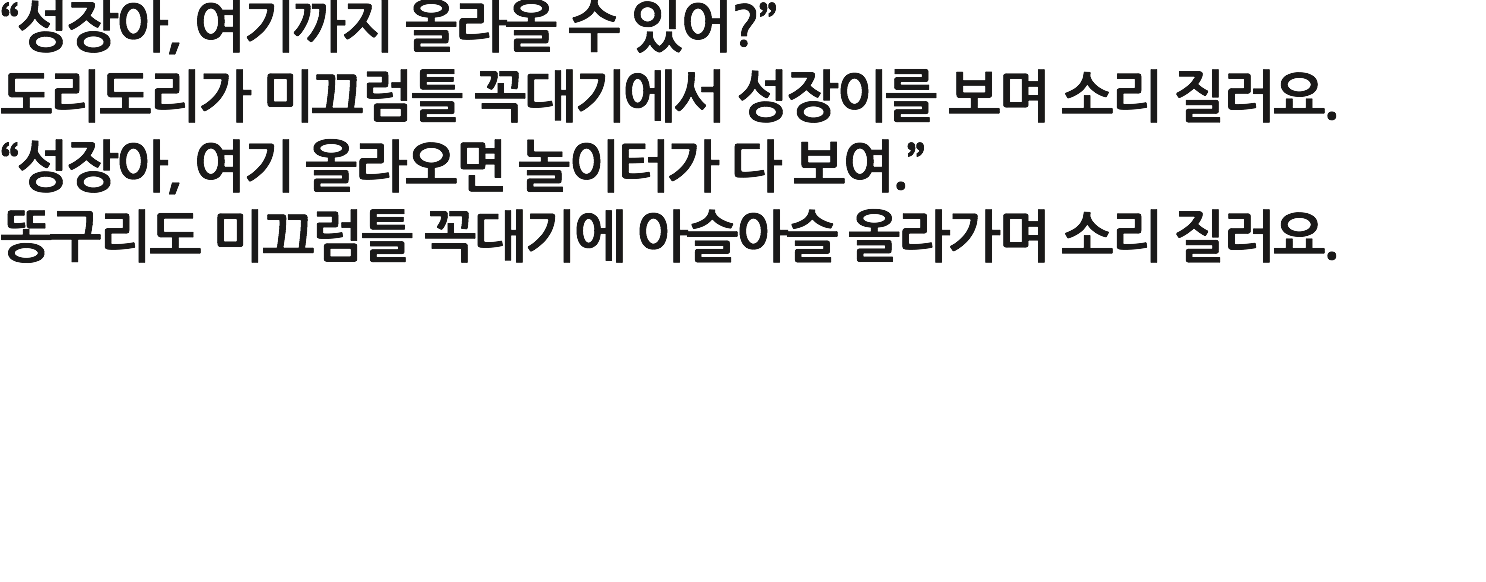 “성장아, 여기까지 올라올 수 있어?”
도리도리가 미끄럼틀 꼭대기에서 성장이를 보며 소리 질러요.
“성장아, 여기 올라오면 놀이터가 다 보여.”
똥구리도 미끄럼틀 꼭대기에 아슬아슬 올라가며 소리 질러요.